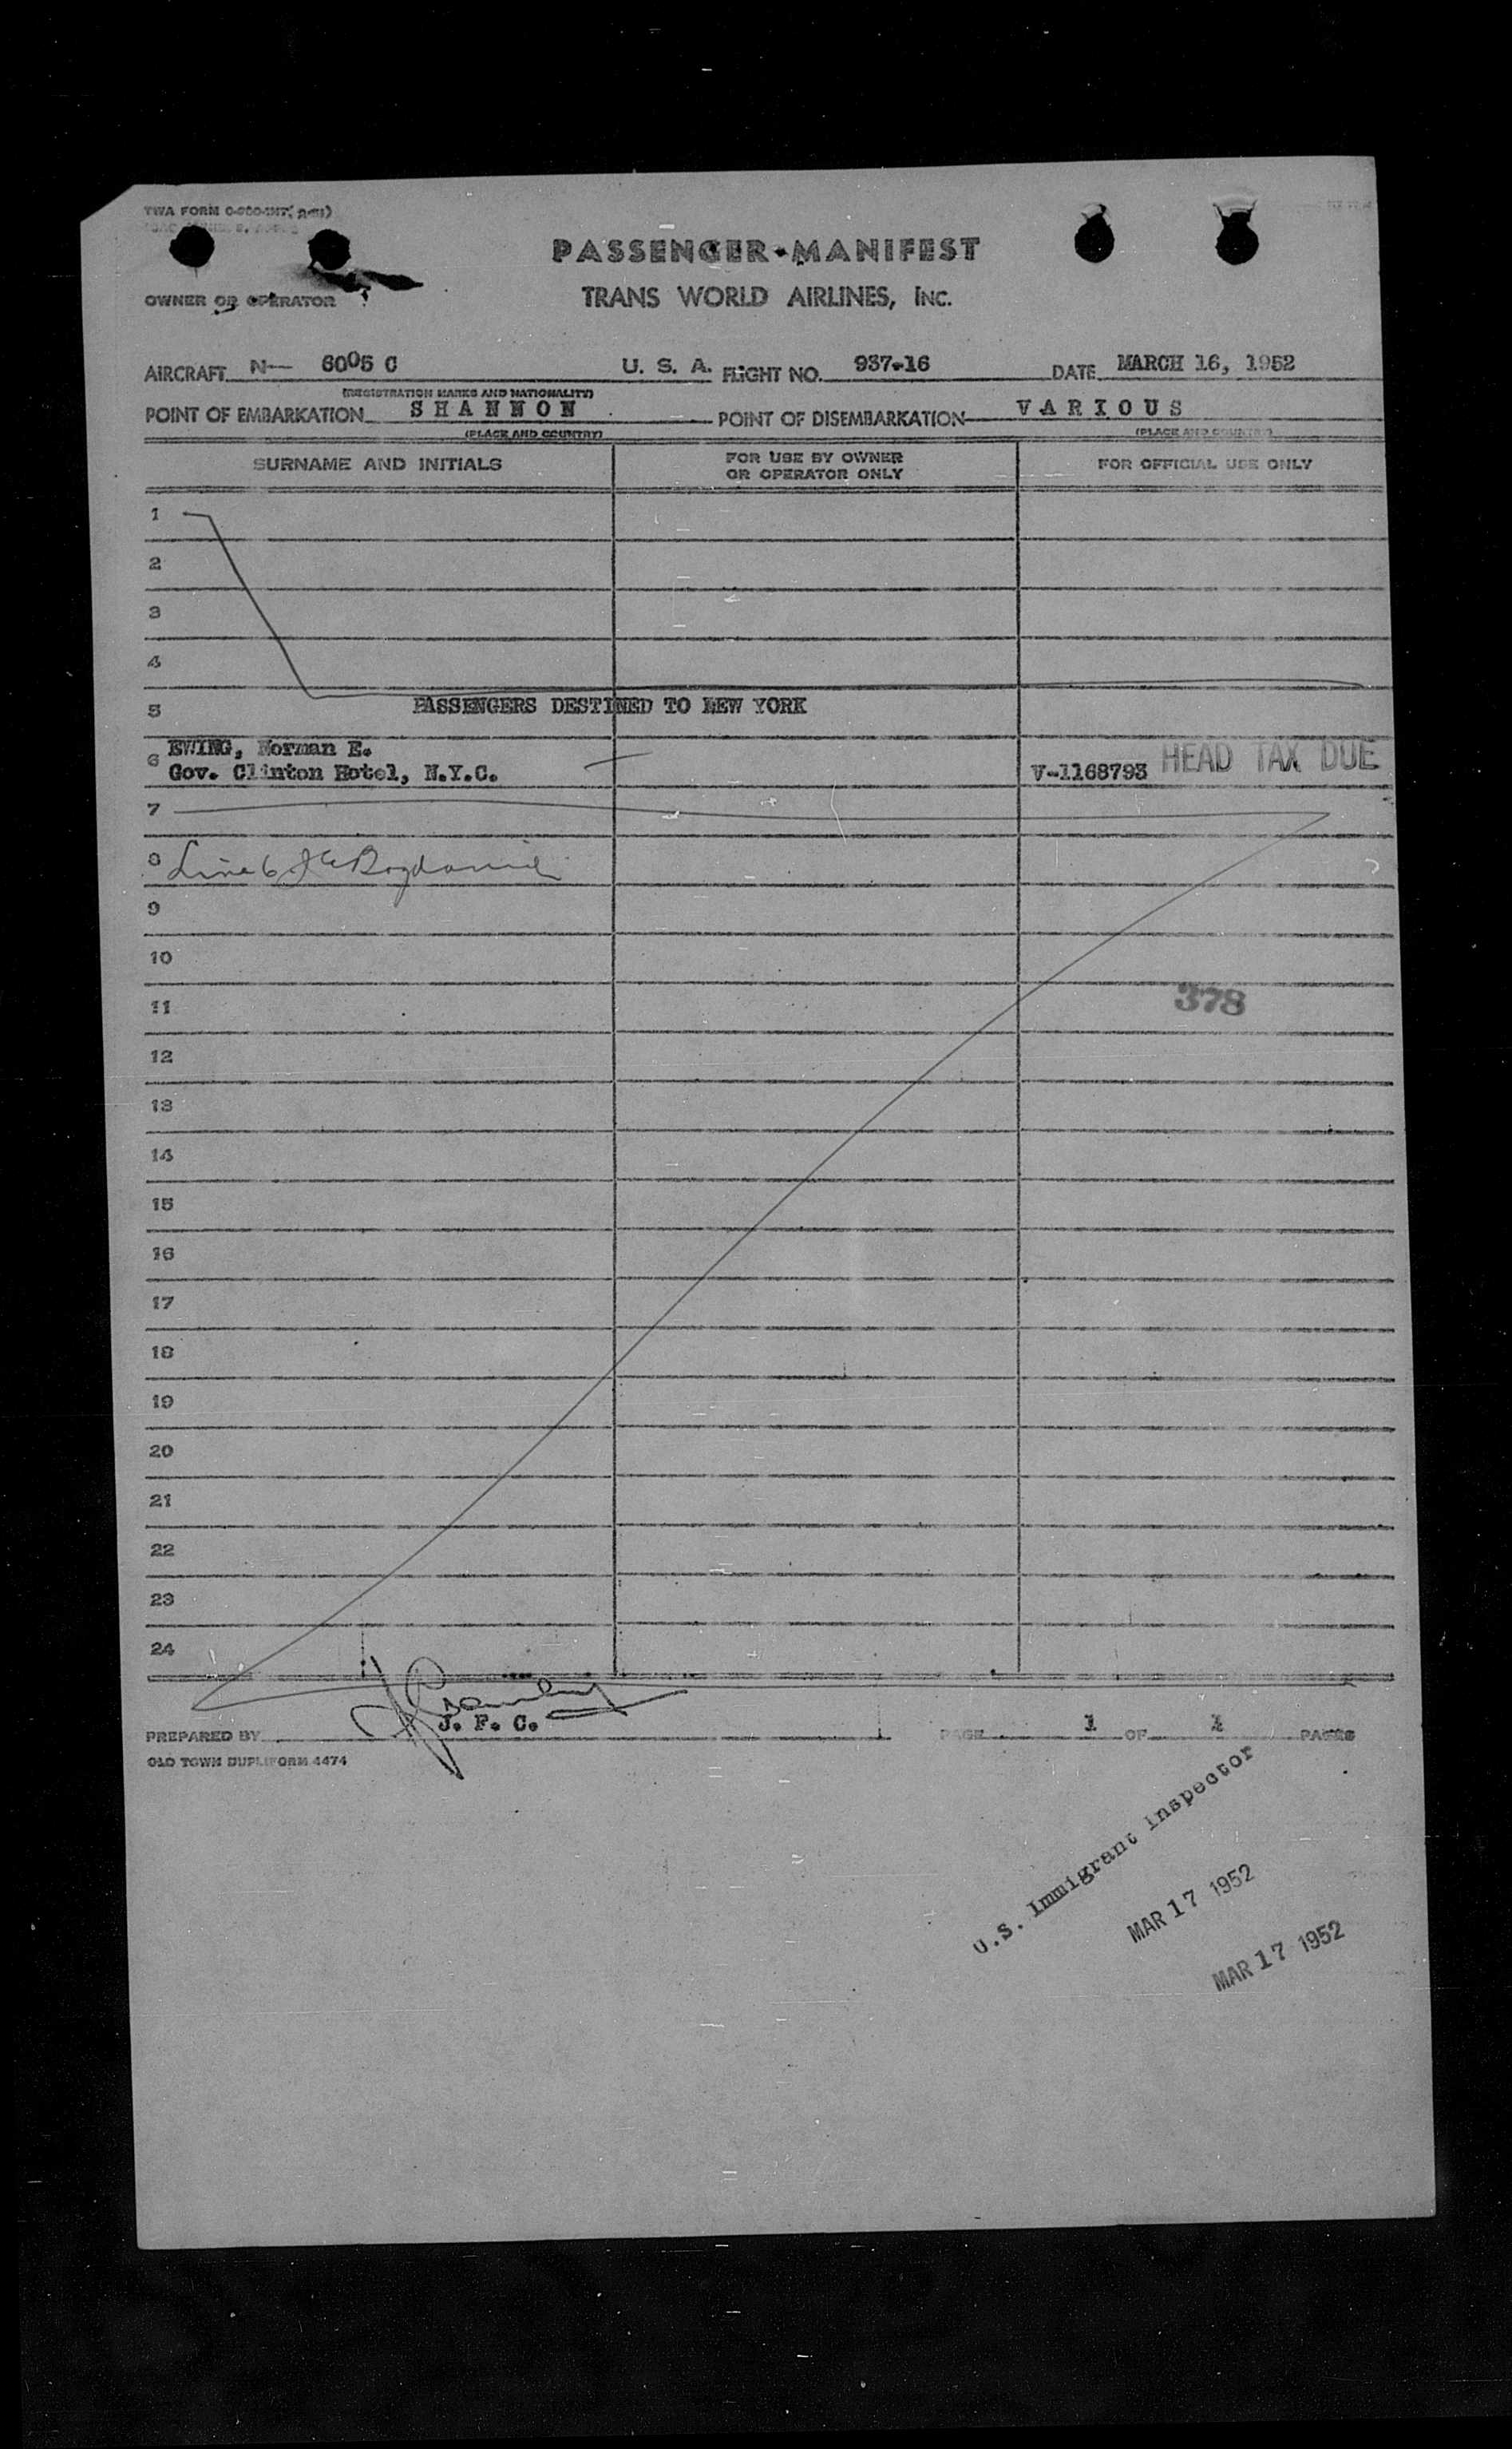 TWA FORM
PASSENGER-MANIFEST
OWNER OR OPERATOR TRANS WORLD AIRLINES, INC.
AIRCRAFT N— 6005 C U. S. A. FLIGHT NO. 937-16 DATE MARCH 16, 1952
(REGISTRATION MARKS AND NATIONALITY)
POINT OF EMBARKATION SHANNON POINT OF DISEMBARKATION VARIOUS
(PLACE AND COUNTRY) (PLACE AND COUNTRY)
SURNAME AND INITIALS FOR USE BY OWNER OR OPERATOR ONLY FOR OFFICIAL USE ONLY
1
2
3
4
5 PASSENGERS DESTINED TO NEW YORK
6 EWING, Norman E.
Gov. Clinton Hotel, N.Y.C. V-1168793 HEAD TAX DUE
7
8 Line 6
9
10
11 378
12
13
14
15
16
17
18
19
20
21
22
23
24
PREPARED BY J. F. C. PAGE 1 OF 1 PAGES
OLD TOWN DUPLIFORM 4474
U.S. Immigrant Inspector
MAR 17 1952
MAR 17 1952